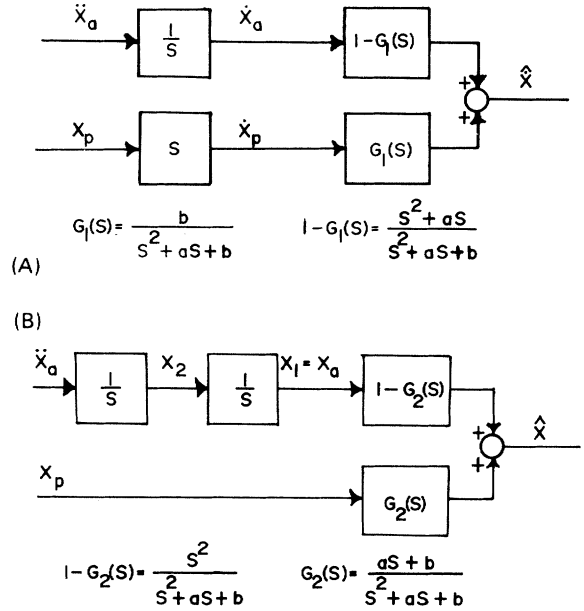 Ẍₐ 1/S Ẋₐ 1-G₁(S)
+ X̂̇
+
Xₚ S Ẋₚ G₁(S)
G₁(S) = b / (S² + aS + b) 1-G₁(S) = (S² + aS) / (S² + aS + b)
(A)
(B)
Ẍₐ 1/S X₂ 1/S X₁ = Xₐ 1-G₂(S)
+ X̂
+
Xₚ G₂(S)
1-G₂(S) = S² / (S² + aS + b) G₂(S) = (aS + b) / (S² + aS + b)